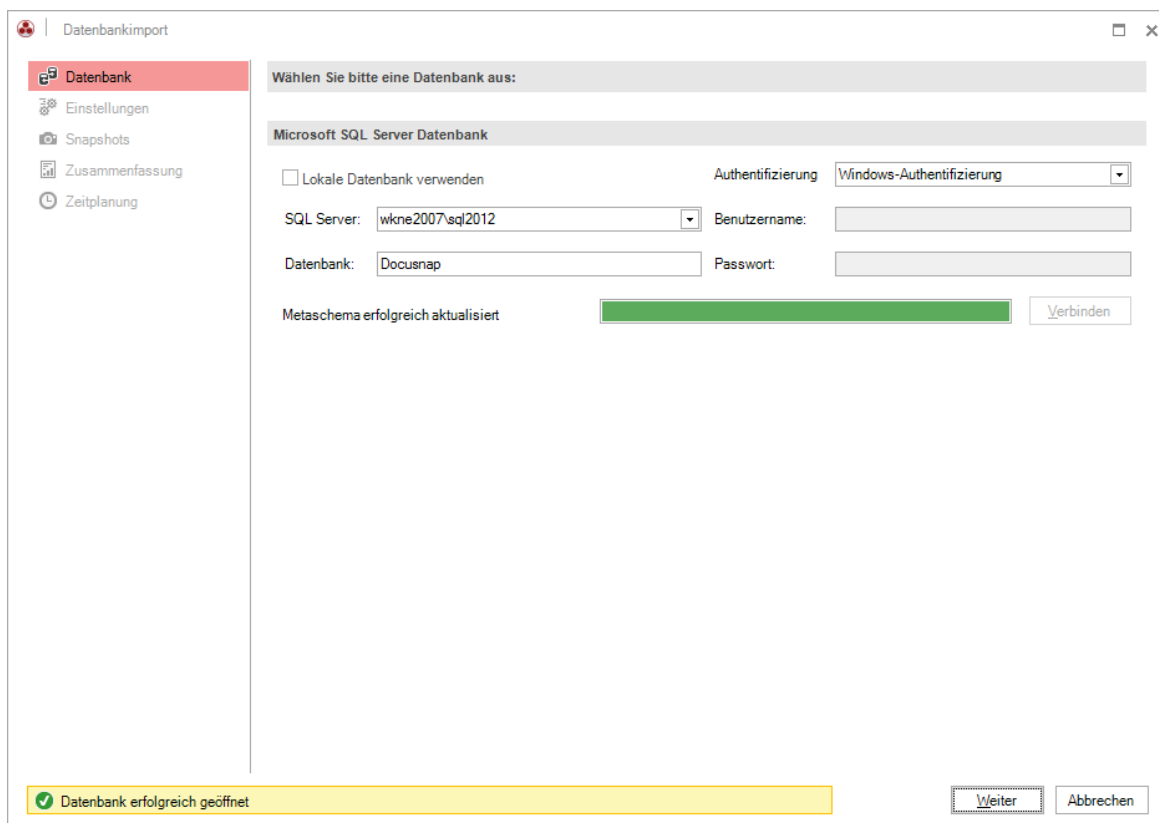 Datenbankimport
Datenbank
Einstellungen
Snapshots
Zusammenfassung
Zeitplanung
Wählen Sie bitte eine Datenbank aus:
Microsoft SQL Server Datenbank
Lokale Datenbank verwenden
Authentifizierung Windows-Authentifizierung
SQL Server: wkne2007\sql2012 Benutzername:
Datenbank: Docusnap Passwort:
Metaschema erfolgreich aktualisiert Verbinden
Datenbank erfolgreich geöffnet Weiter Abbrechen